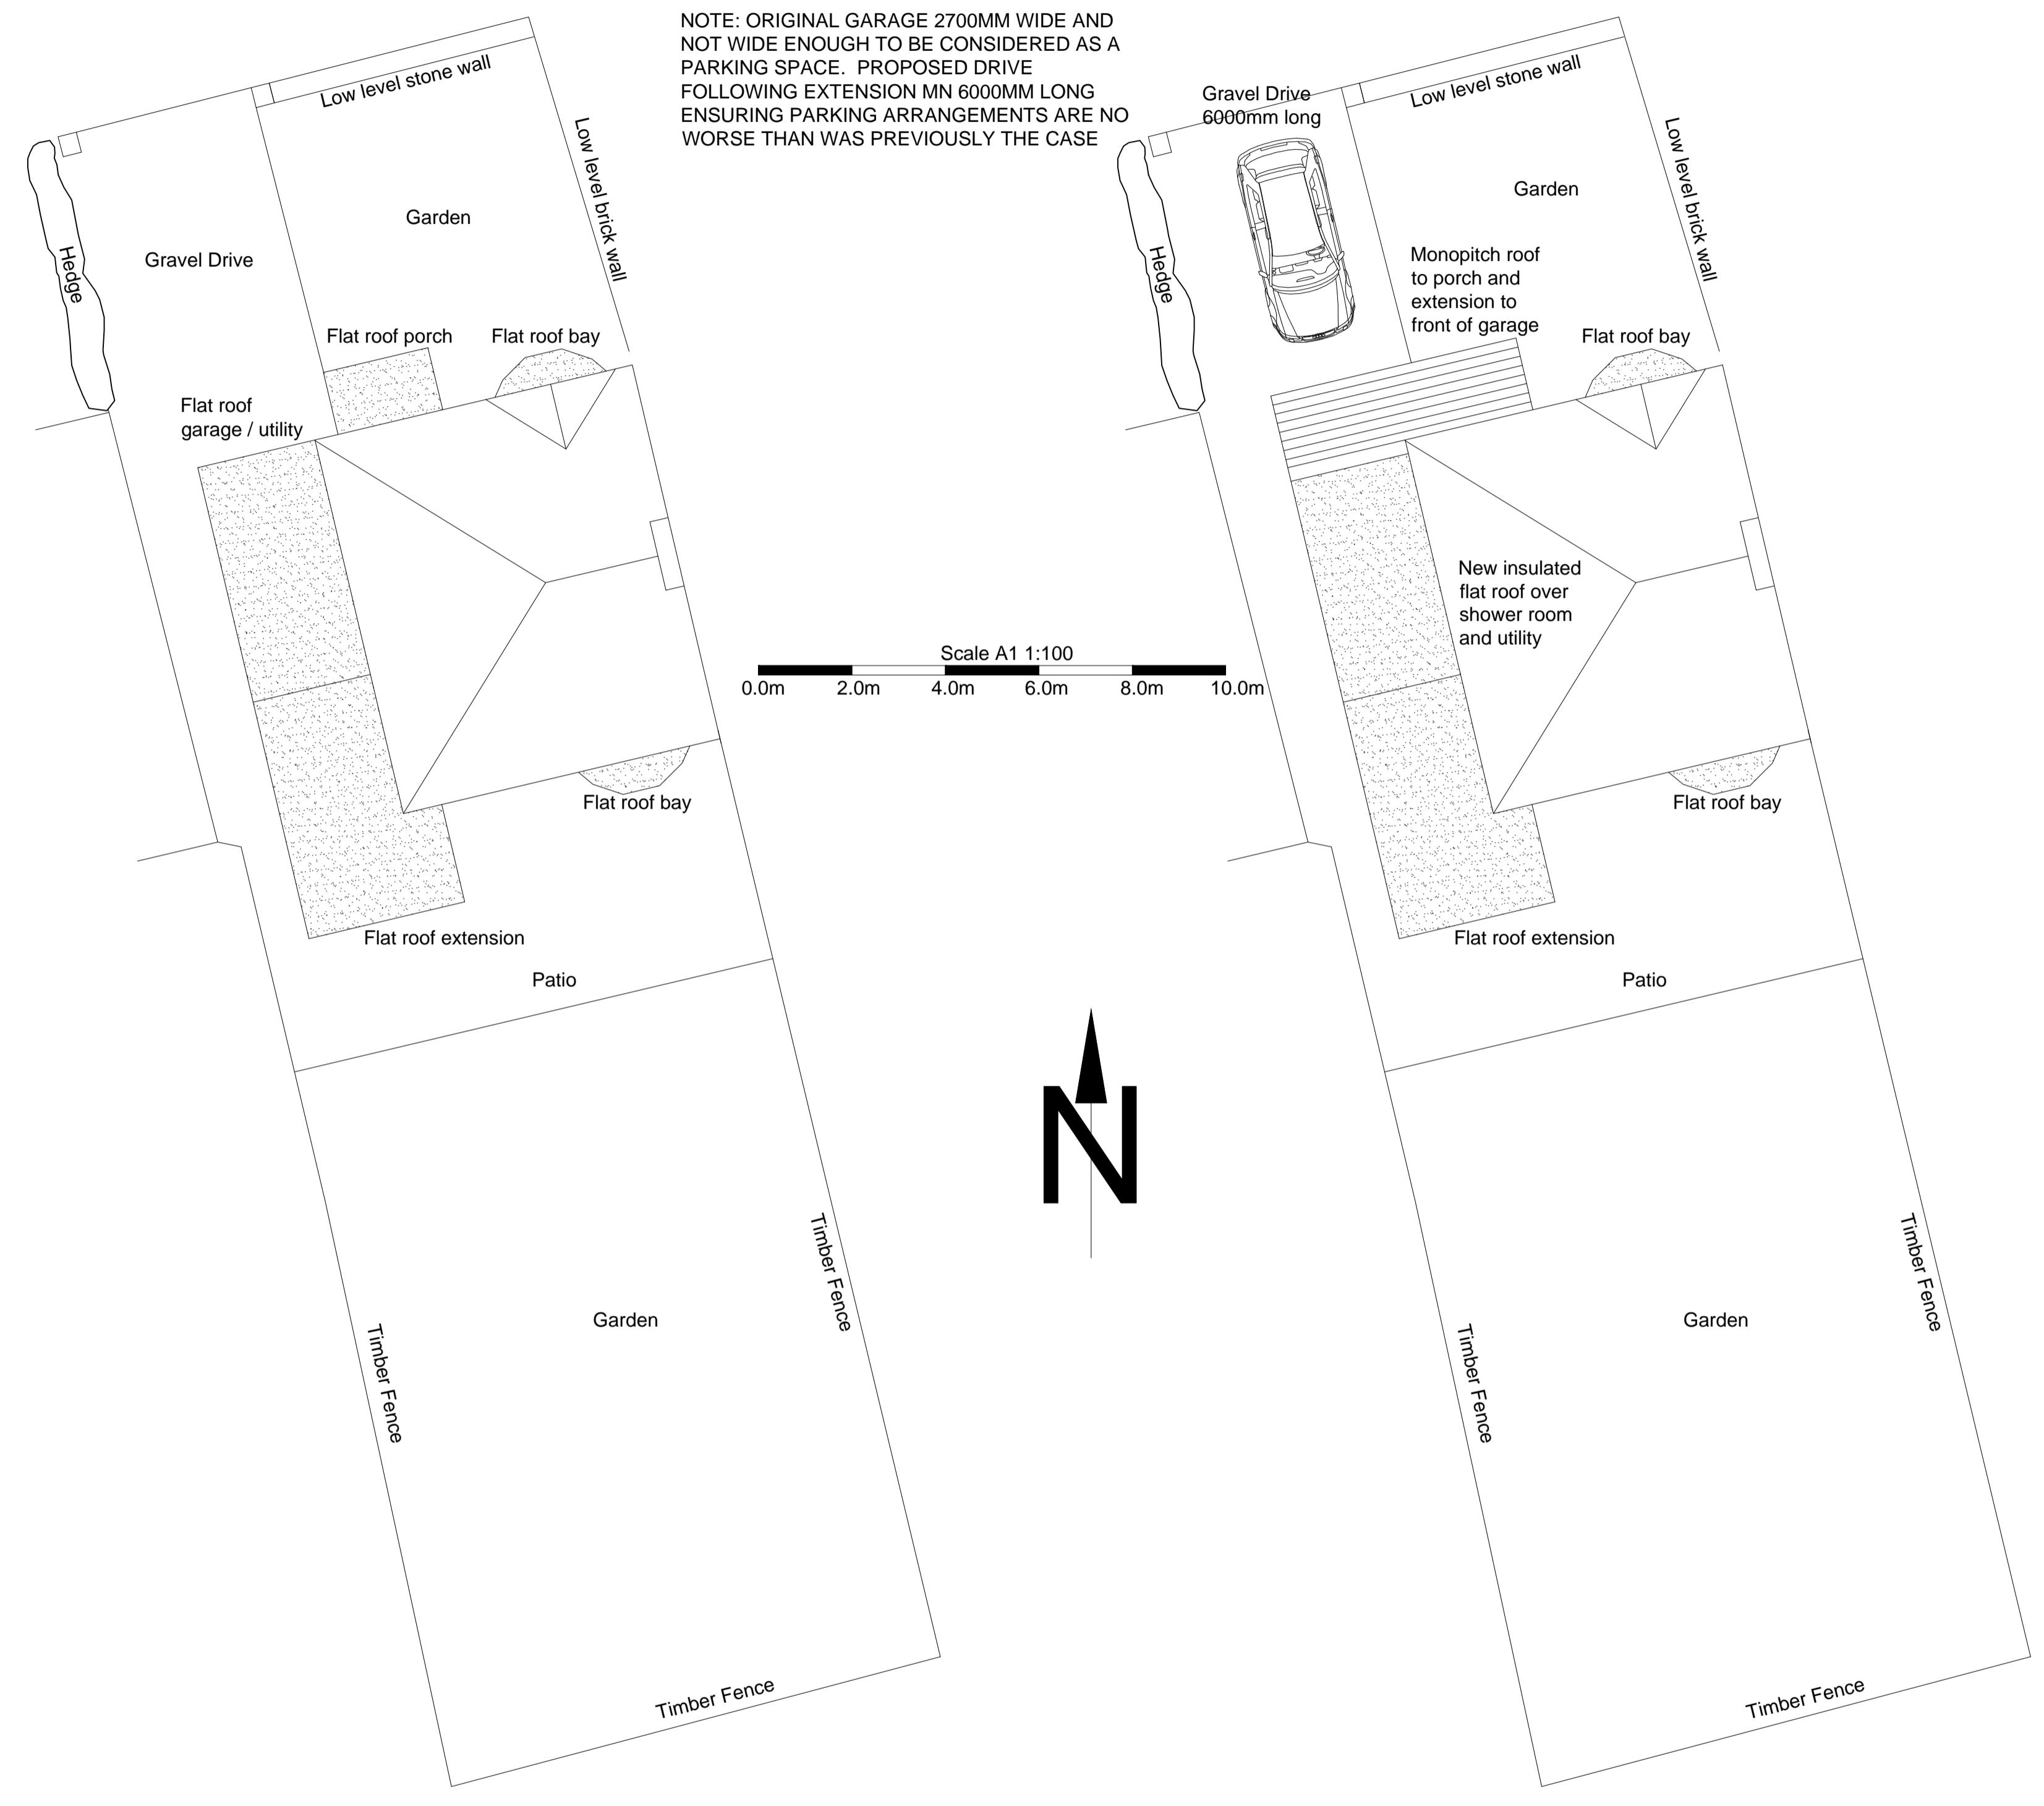 NOTE: ORIGINAL GARAGE 2700MM WIDE AND
NOT WIDE ENOUGH TO BE CONSIDERED AS A
PARKING SPACE.  PROPOSED DRIVE
FOLLOWING EXTENSION MN 6000MM LONG
ENSURING PARKING ARRANGEMENTS ARE NO
WORSE THAN WAS PREVIOUSLY THE CASE
Low level stone wall
Low level brick wall
Garden
Gravel Drive
Hedge
Flat roof porch
Flat roof bay
Flat roof
garage / utility
Flat roof bay
Flat roof extension
Patio
Timber Fence
Garden
Timber Fence
Timber Fence
Scale A1 1:100
0.0m
2.0m
4.0m
6.0m
8.0m
10.0m
N
Gravel Drive
6000mm long
Low level stone wall
Low level brick wall
Garden
Hedge
Monopitch roof
to porch and
extension to
front of garage
Flat roof bay
New insulated
flat roof over
shower room
and utility
Flat roof bay
Flat roof extension
Patio
Timber Fence
Garden
Timber Fence
Timber Fence